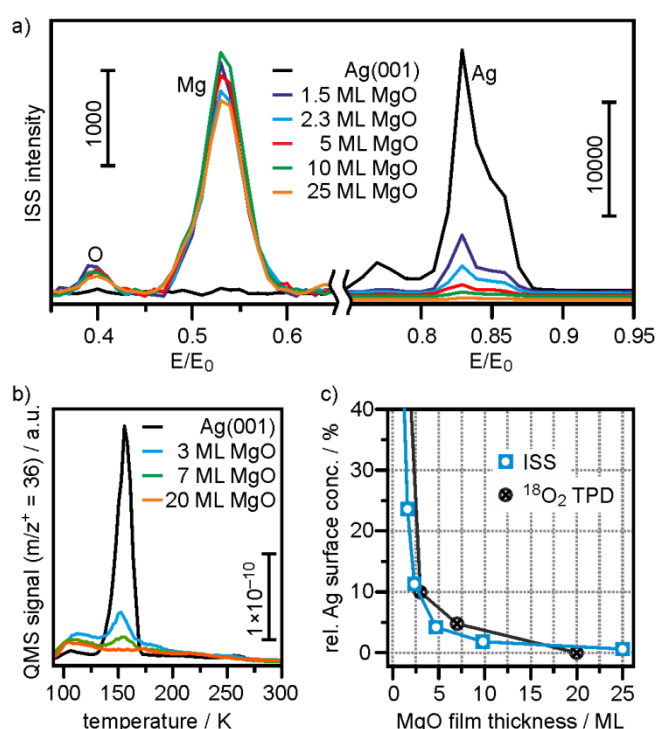 a)
ISS intensity
1000
Mg
O
Ag(001)
1.5 ML MgO
2.3 ML MgO
5 ML MgO
10 ML MgO
25 ML MgO
Ag
10000
0.4 0.5 0.6 0.8 0.85 0.9 0.95
E/E₀ E/E₀
b)
QMS signal (m/z⁺ = 36) / a.u.
Ag(001)
3 ML MgO
7 ML MgO
20 ML MgO
1×10⁻¹⁰
100 150 200 250 300
temperature / K
c)
rel. Ag surface conc. / %
40
30
20
10
0
ISS
¹⁸O₂ TPD
0 5 10 15 20 25
MgO film thickness / ML